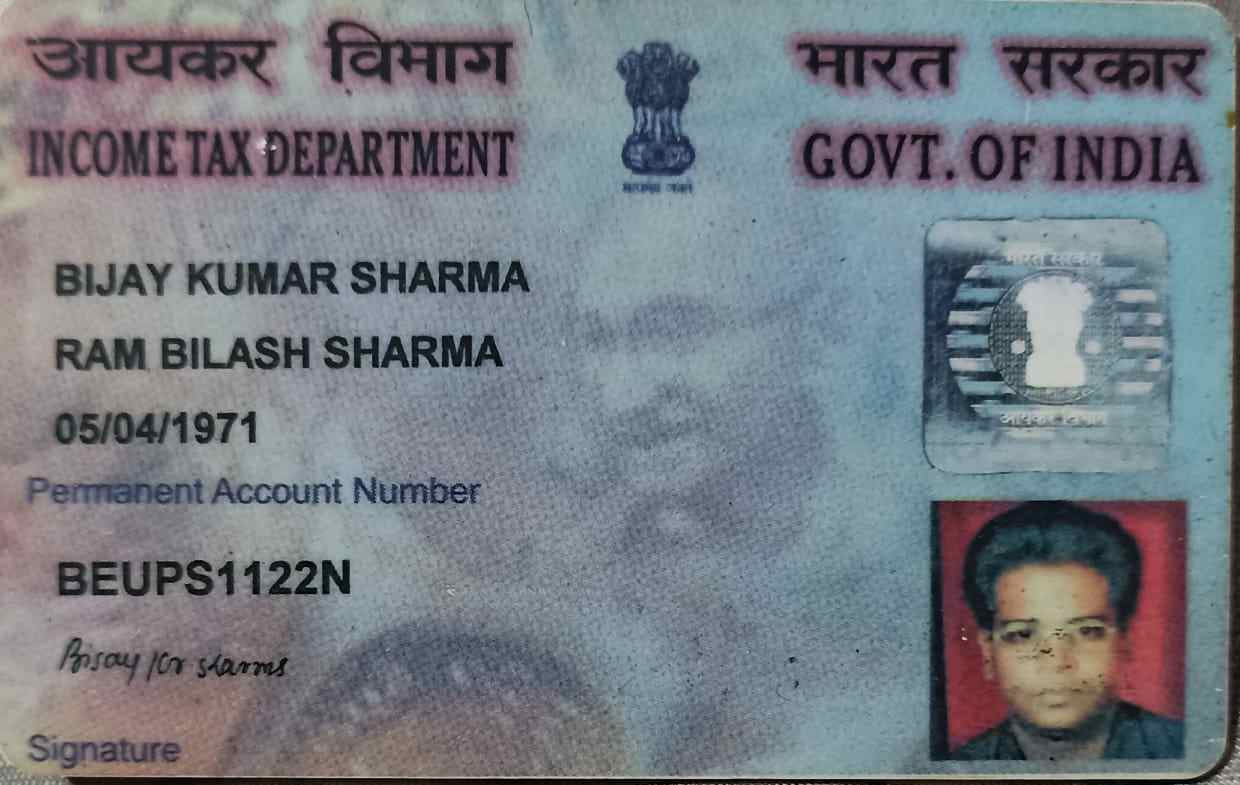 आयकर विभाग
INCOME TAX DEPARTMENT
भारत सरकार
GOVT. OF INDIA
सत्यमेव जयते
भारत सरकार
आयकर विभाग
BIJAY KUMAR SHARMA
RAM BILASH SHARMA
05/04/1971
Permanent Account Number
BEUPS1122N
Bijay kr sharma
Signature